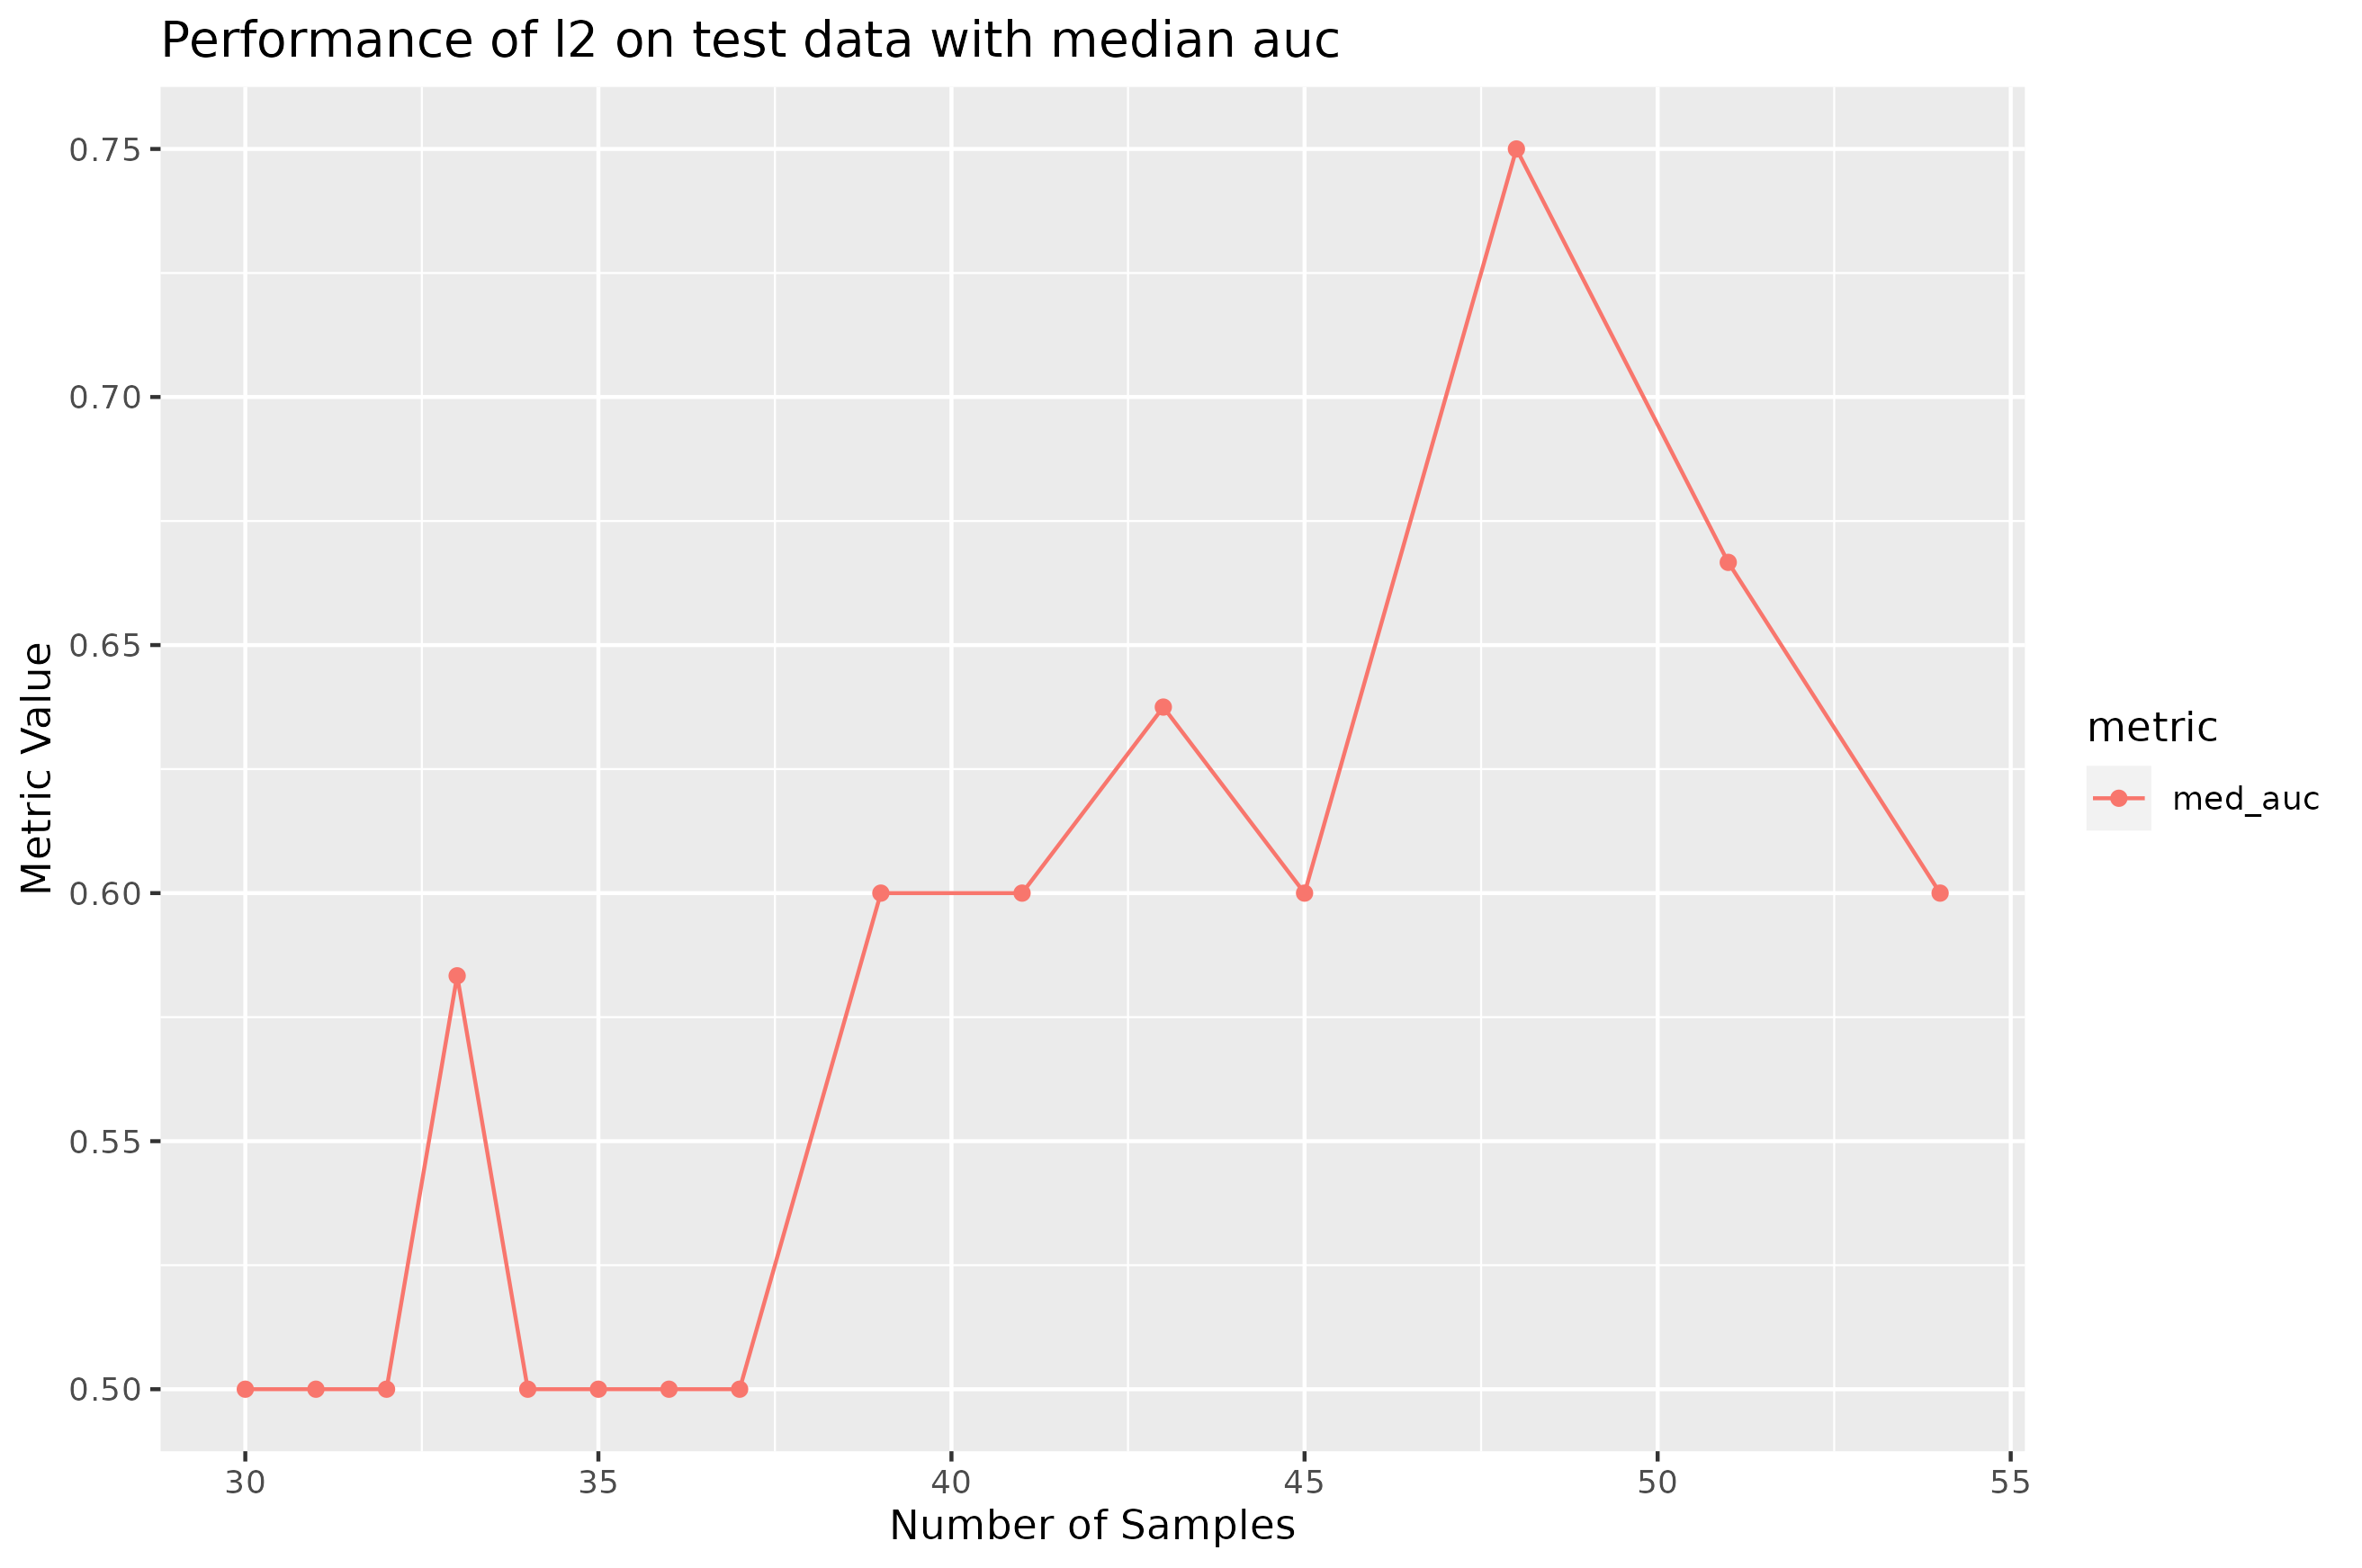 Performance of l2 on test data with median auc
0.75
0.70
0.65
0.60
0.55
0.50
Metric Value
30 35 40 45 50 55
Number of Samples
metric
med_auc